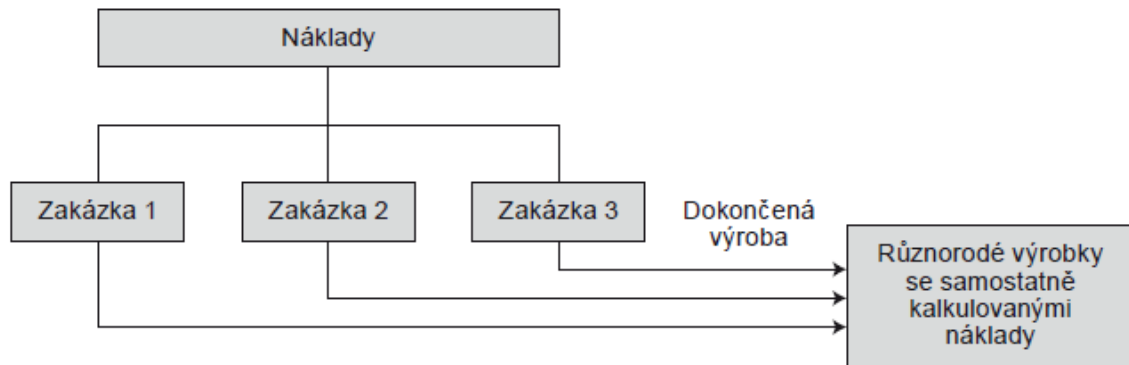 Náklady
Zakázka 1
Zakázka 2
Zakázka 3
Dokončená
výroba
Různorodé výrobky
se samostatně
kalkulovanými
náklady